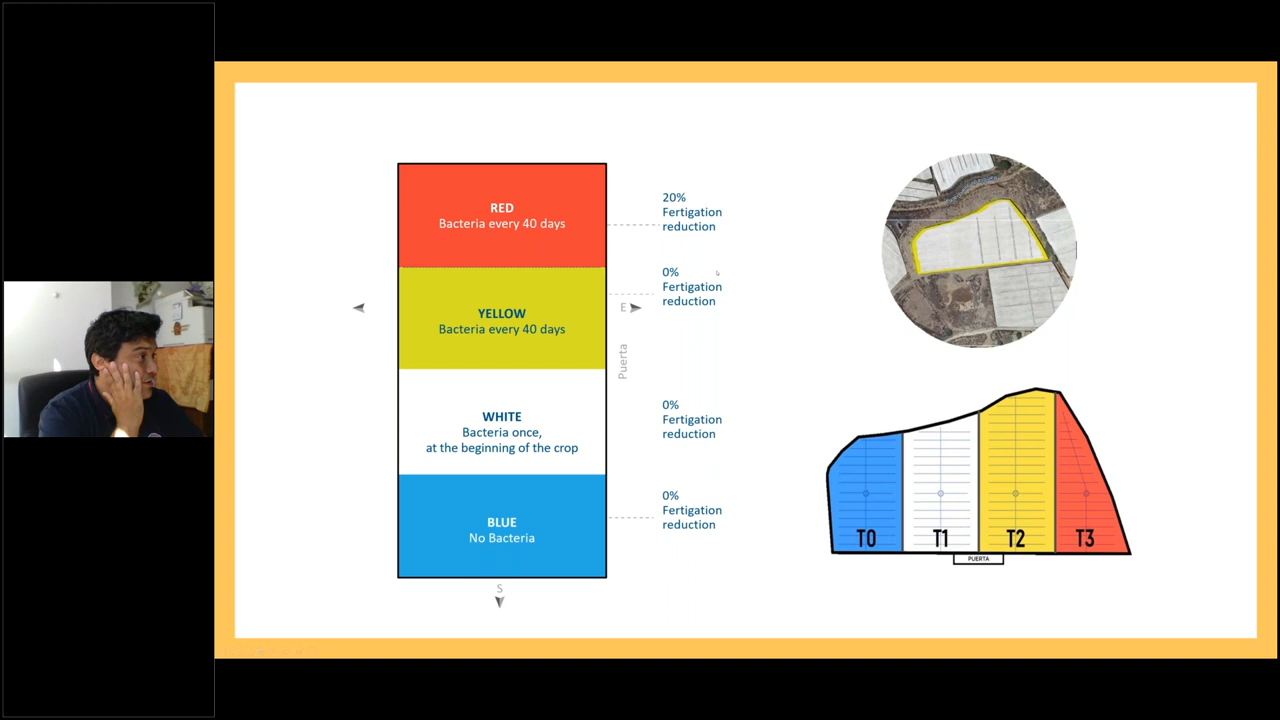 RED
Bacteria every 40 days
20%
Fertigation
reduction
YELLOW
Bacteria every 40 days
0%
Fertigation
reduction
E
Puerta
WHITE
Bacteria once,
at the beginning of the crop
0%
Fertigation
reduction
BLUE
No Bacteria
0%
Fertigation
reduction
S
T0
T1
T2
T3
PUERTA